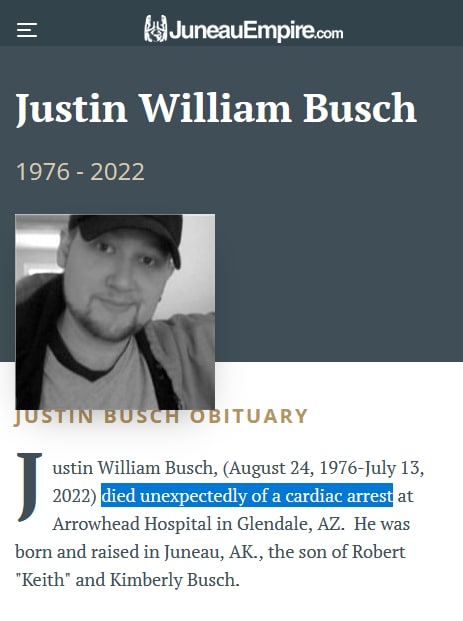 JuneauEmpire.com
Justin William Busch
1976 - 2022
JUSTIN BUSCH OBITUARY
Justin William Busch, (August 24, 1976-July 13,
2022) died unexpectedly of a cardiac arrest at
Arrowhead Hospital in Glendale, AZ.  He was
born and raised in Juneau, AK., the son of Robert
"Keith" and Kimberly Busch.